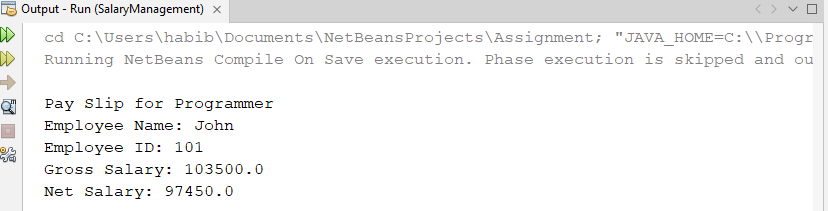 Output - Run (SalaryManagement)
cd C:\Users\habib\Documents\NetBeansProjects\Assignment; "JAVA_HOME=C:\\Progr
Running NetBeans Compile On Save execution. Phase execution is skipped and ou
Pay Slip for Programmer
Employee Name: John
Employee ID: 101
Gross Salary: 103500.0
Net Salary: 97450.0